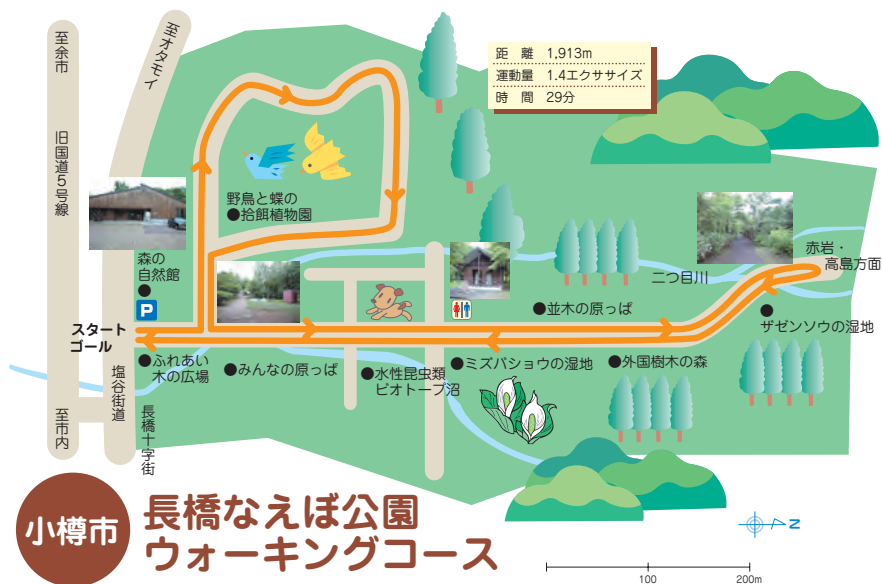 至余市
旧国道5号線
至市内
至オタモイ
塩谷街道
長橋十字街
距 離 1,913m
運動量 1.4エクササイズ
時 間 29分
野鳥と蝶の
●拾餌植物園
森の
自然館
●
P
スタート
ゴール
●ふれあい
木の広場
●みんなの原っぱ
●水性昆虫類
ビオトープ沼
●ミズバショウの湿地
●並木の原っぱ
●外国樹木の森
二つ目川
赤岩・
高島方面
●
ザゼンソウの湿地
小樽市
長橋なえぼ公園
ウォーキングコース
N
100 200m